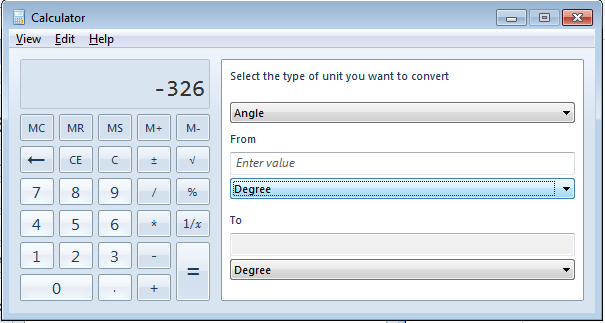 Calculator
View Edit Help
-326
MC MR MS M+ M-
← CE C ± √
7 8 9 / %
4 5 6 * 1/x
1 2 3 - =
0 . +
Select the type of unit you want to convert
Angle
From
Enter value
Degree
To
Degree